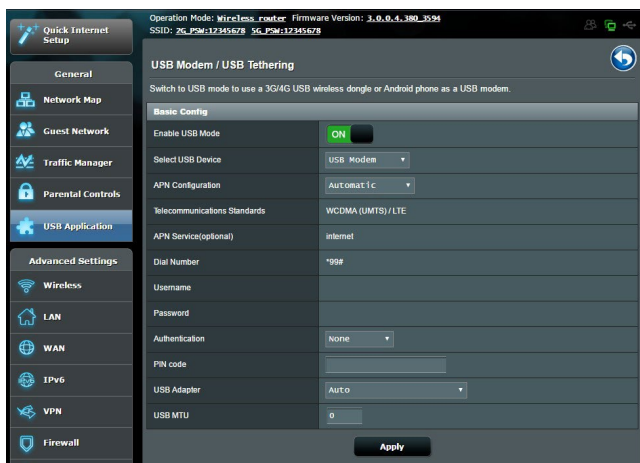 Quick Internet Setup
Operation Mode: Wireless router Firmware Version: 3.0.0.4.380_3594
SSID: 2G_PSW:12345678 5G_PSW:12345678
General
Network Map
Guest Network
Traffic Manager
Parental Controls
USB Application
Advanced Settings
Wireless
LAN
WAN
IPv6
VPN
Firewall
USB Modem / USB Tethering
Switch to USB mode to use a 3G/4G USB wireless dongle or Android phone as a USB modem.
Basic Config
Enable USB Mode ON
Select USB Device USB Modem
APN Configuration Automatic
Telecommunications Standards WCDMA (UMTS) / LTE
APN Service(optional) internet
Dial Number *99#
Username
Password
Authentication None
PIN code
USB Adapter Auto
USB MTU 0
Apply